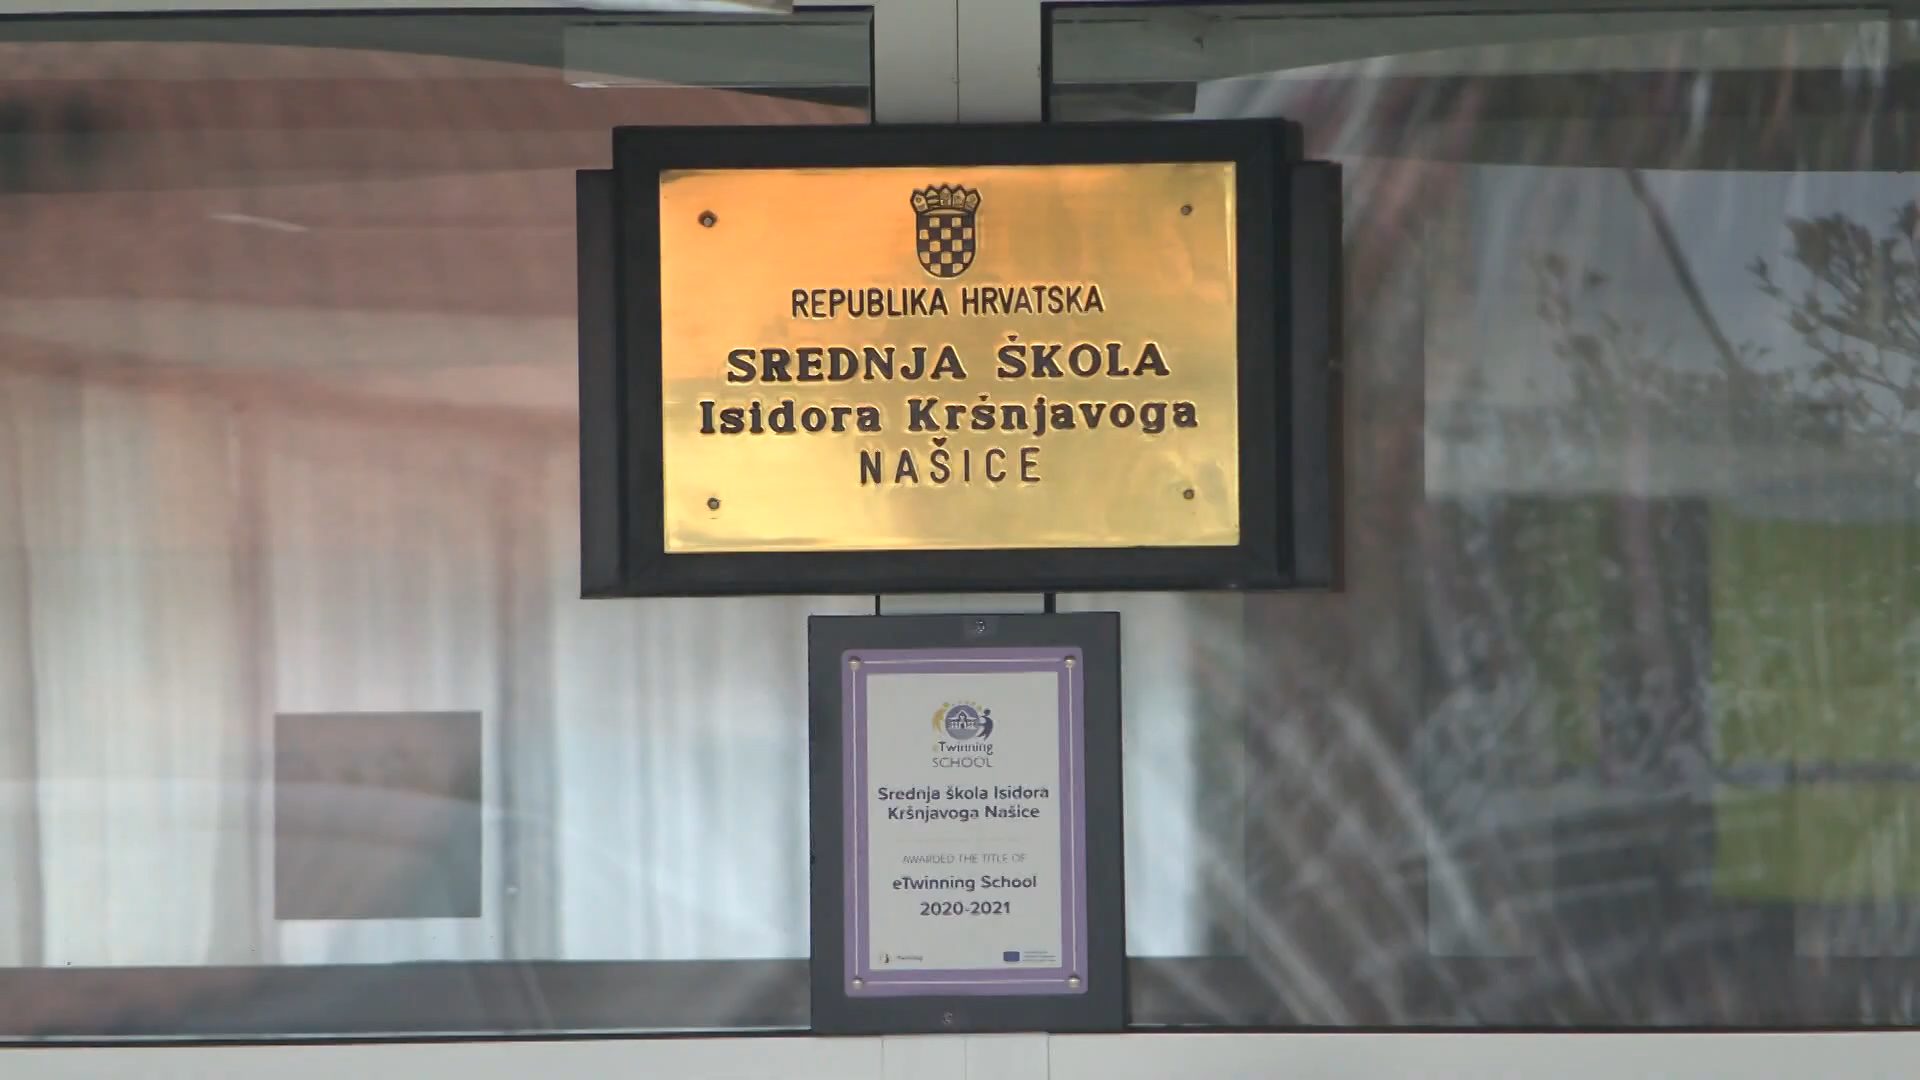 REPUBLIKA HRVATSKA
SREDNJA ŠKOLA
Isidora Kršnjavoga
NAŠICE
eTwinning
SCHOOL
Srednja škola Isidora
Kršnjavoga Našice
AWARDED THE TITLE OF
eTwinning School
2020-2021